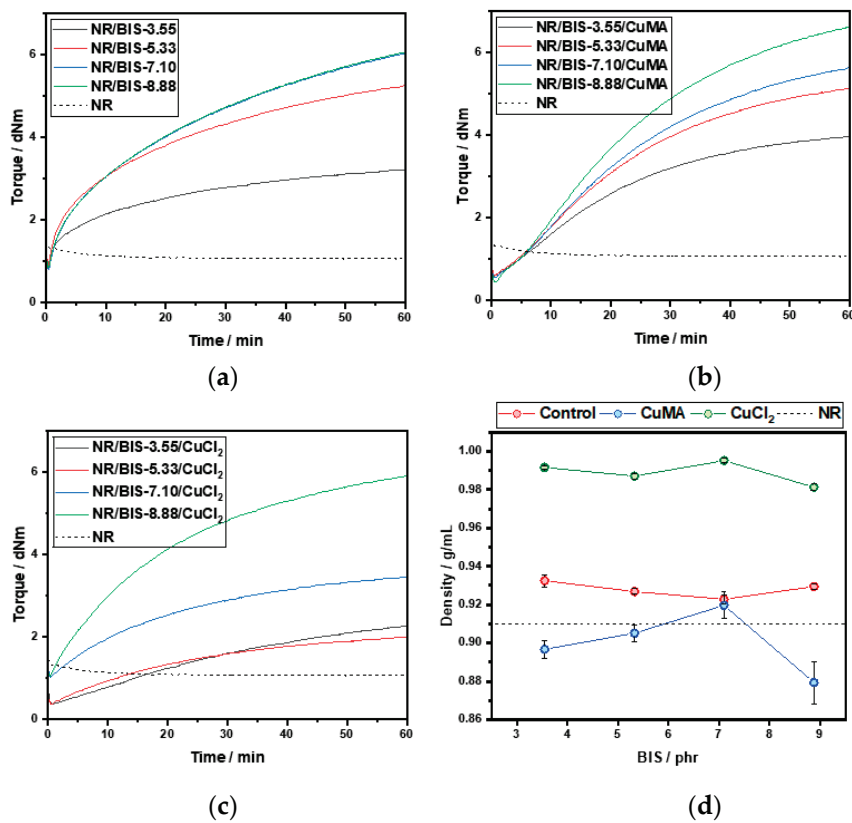 NR/BIS-3.55
NR/BIS-5.33
NR/BIS-7.10
NR/BIS-8.88
NR
6
4
2
0
Torque / dNm
0 10 20 30 40 50 60
Time / min
(a)
NR/BIS-3.55/CuMA
NR/BIS-5.33/CuMA
NR/BIS-7.10/CuMA
NR/BIS-8.88/CuMA
NR
6
4
2
0
Torque / dNm
0 10 20 30 40 50 60
Time / min
(b)
NR/BIS-3.55/CuCl₂
NR/BIS-5.33/CuCl₂
NR/BIS-7.10/CuCl₂
NR/BIS-8.88/CuCl₂
NR
6
4
2
0
Torque / dNm
0 10 20 30 40 50 60
Time / min
(c)
Control CuMA CuCl₂ NR
1.00
0.98
0.96
0.94
0.92
0.90
0.88
0.86
Density / g/mL
3 4 5 6 7 8 9
BIS / phr
(d)